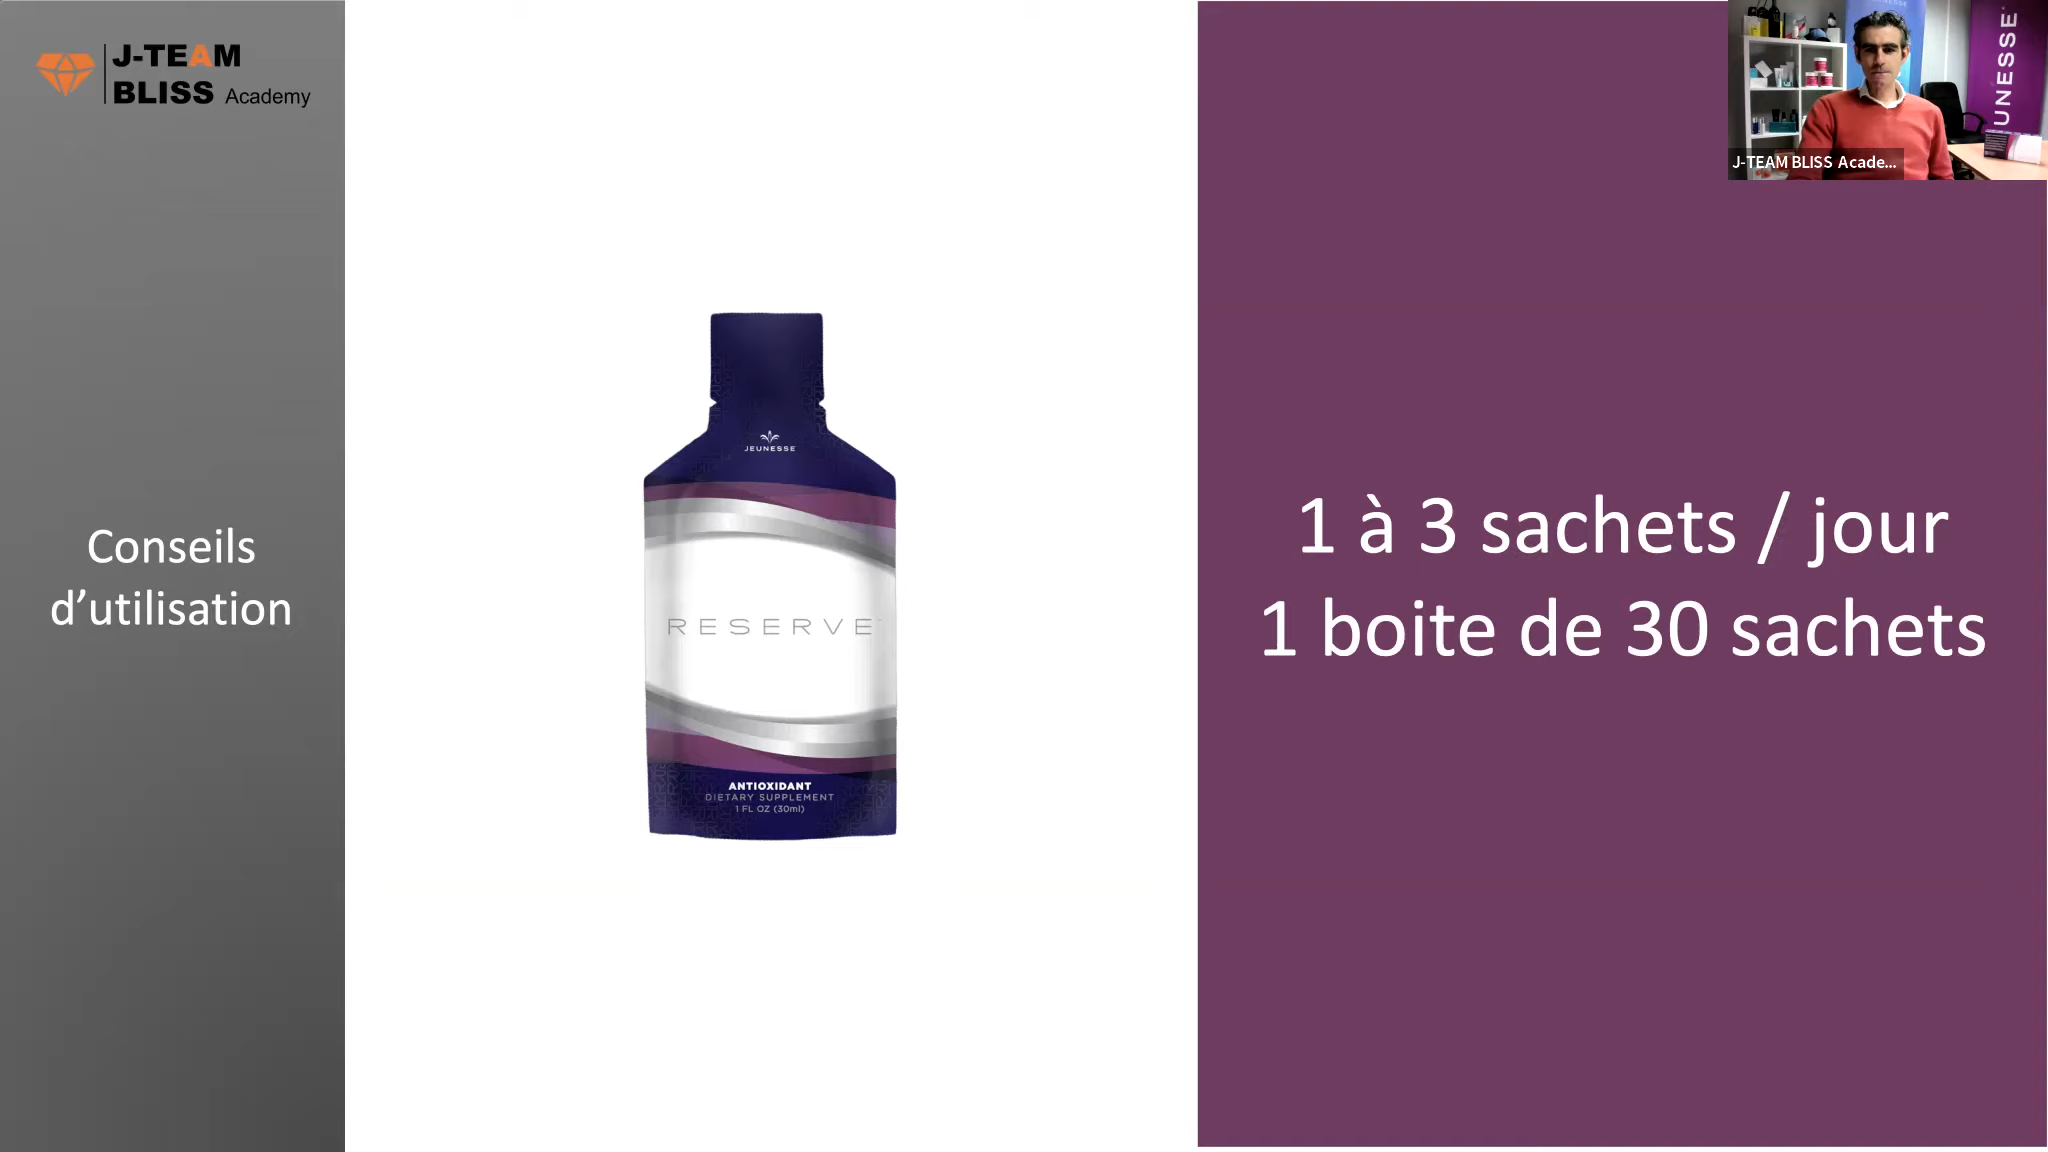 J-TEAM
BLISS Academy
Conseils
d’utilisation
JEUNESSE
RESERVE
ANTIOXIDANT
DIETARY SUPPLEMENT
1 FL OZ (30ml)
1 à 3 sachets / jour
1 boite de 30 sachets
UNESSE
J-TEAM BLISS Acade...